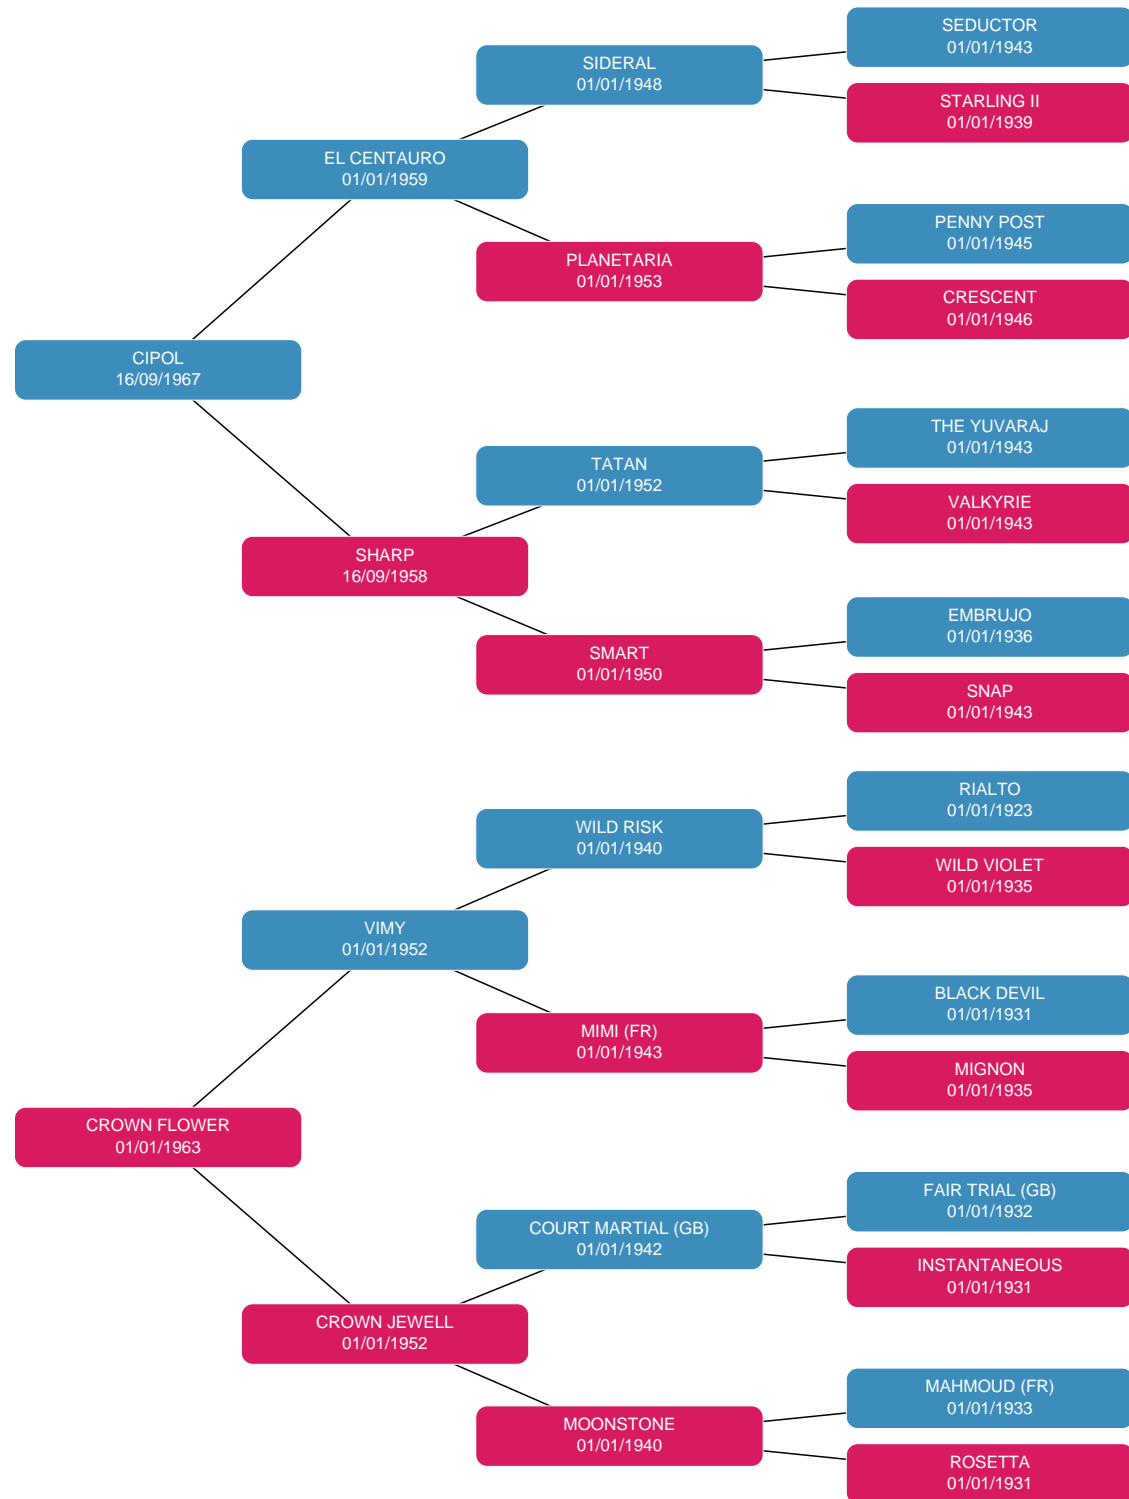 SEDUCTOR
01/01/1943
SIDERAL
01/01/1948
STARLING II
01/01/1939
EL CENTAURO
01/01/1959
PENNY POST
01/01/1945
PLANETARIA
01/01/1953
CRESCENT
01/01/1946
CIPOL
16/09/1967
THE YUVARAJ
01/01/1943
TATAN
01/01/1952
VALKYRIE
01/01/1943
SHARP
16/09/1958
EMBRUJO
01/01/1936
SMART
01/01/1950
SNAP
01/01/1943
RIALTO
01/01/1923
WILD RISK
01/01/1940
WILD VIOLET
01/01/1935
VIMY
01/01/1952
BLACK DEVIL
01/01/1931
MIMI (FR)
01/01/1943
MIGNON
01/01/1935
CROWN FLOWER
01/01/1963
FAIR TRIAL (GB)
01/01/1932
COURT MARTIAL (GB)
01/01/1942
INSTANTANEOUS
01/01/1931
CROWN JEWELL
01/01/1952
MAHMOUD (FR)
01/01/1933
MOONSTONE
01/01/1940
ROSETTA
01/01/1931